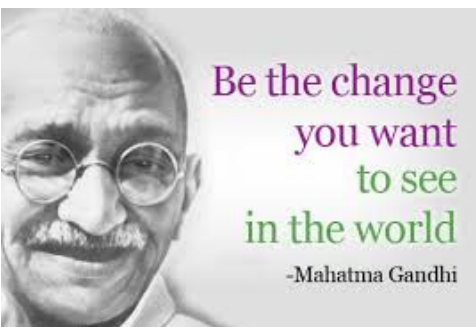 Be the change
you want
to see
in the world
-Mahatma Gandhi